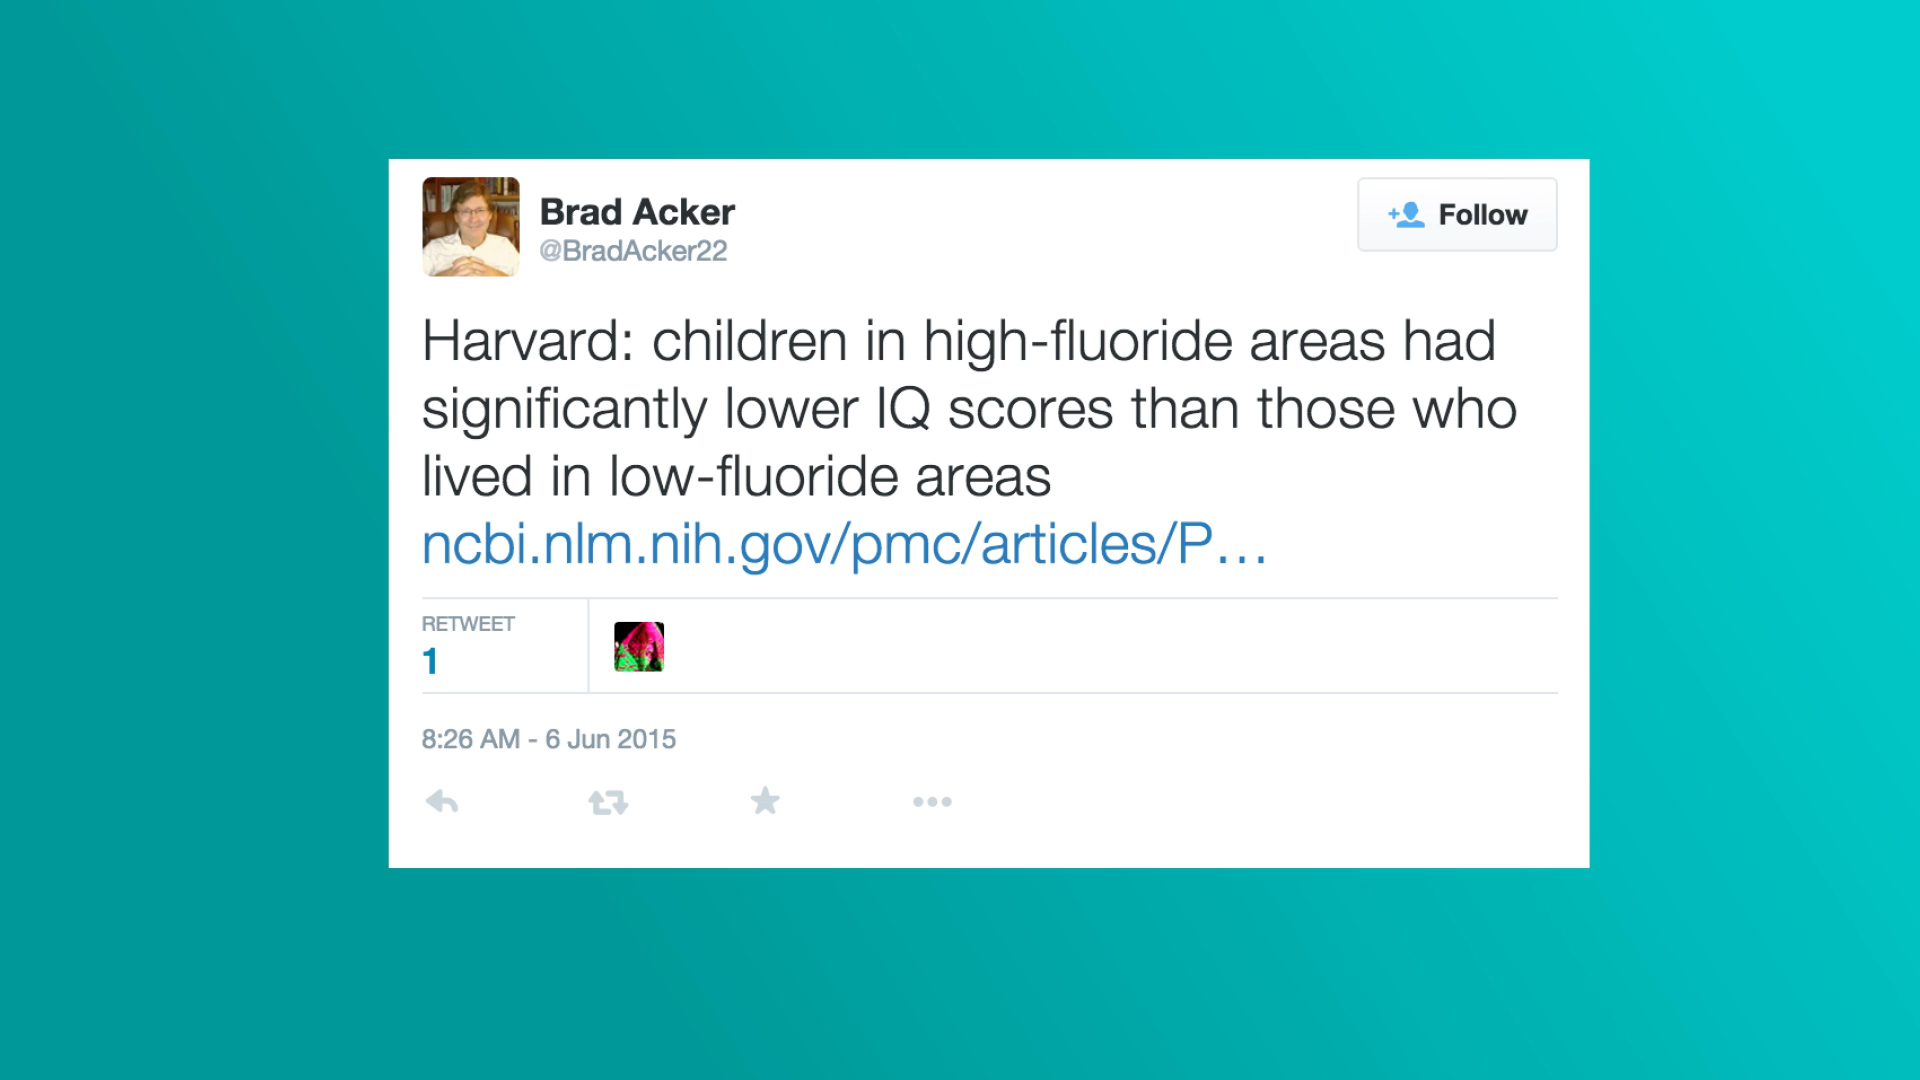 Brad Acker
@BradAcker22
Follow
Harvard: children in high-fluoride areas had
significantly lower IQ scores than those who
lived in low-fluoride areas
ncbi.nlm.nih.gov/pmc/articles/P…
RETWEET
1
8:26 AM - 6 Jun 2015